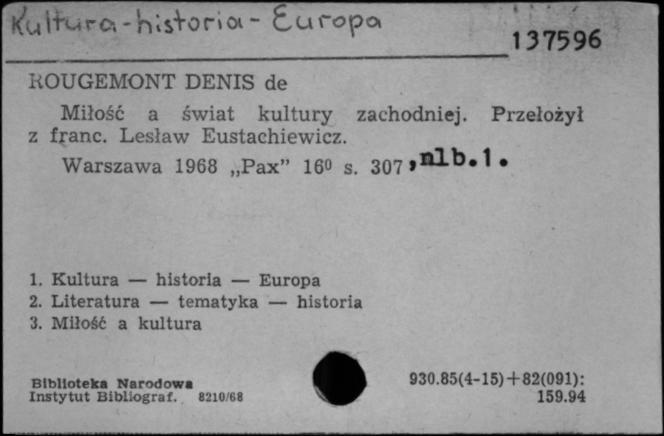 Kultura-historia-Europa
137596
ROUGEMONT DENIS de
Miłość a świat kultury zachodniej. Przełożył
z franc. Lesław Eustachiewicz.
Warszawa 1968 „Pax” 16⁰ s. 307, nlb.1.
1. Kultura — historia — Europa
2. Literatura — tematyka — historia
3. Miłość a kultura
Biblioteka Narodowa
Instytut Bibliograf. 8210/68
930.85(4-15)+82(091):
159.94